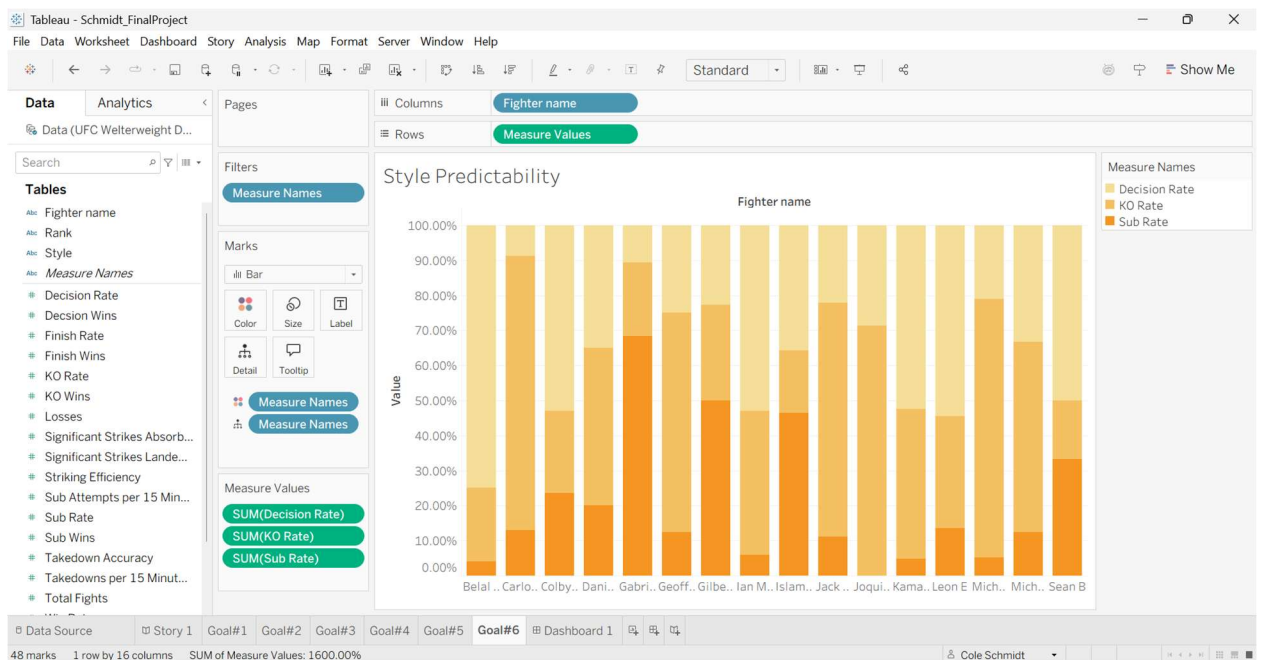 Tableau - Schmidt_FinalProject
File Data Worksheet Dashboard Story Analysis Map Format Server Window Help
Standard
Show Me
Data Analytics
Data (UFC Welterweight D...
Search
Tables
Abc Fighter name
Abc Rank
Abc Style
Abc Measure Names
# Decision Rate
# Decsion Wins
# Finish Rate
# Finish Wins
# KO Rate
# KO Wins
# Losses
# Significant Strikes Absorb...
# Significant Strikes Lande...
# Striking Efficiency
# Sub Attempts per 15 Min...
# Sub Rate
# Sub Wins
# Takedown Accuracy
# Takedowns per 15 Minut...
# Total Fights
Pages
Filters
Measure Names
Marks
Bar
Color Size Label
Detail Tooltip
Measure Names
Measure Names
Measure Values
SUM(Decision Rate)
SUM(KO Rate)
SUM(Sub Rate)
Columns Fighter name
Rows Measure Values
Style Predictability
Fighter name
Value
100.00%
90.00%
80.00%
70.00%
60.00%
50.00%
40.00%
30.00%
20.00%
10.00%
0.00%
Belal .. Carlo.. Colby.. Dani.. Gabri.. Geoff.. Gilbe.. Ian M.. Islam.. Jack .. Joqui.. Kama.. Leon E Mich.. Mich.. Sean B
Measure Names
Decision Rate
KO Rate
Sub Rate
Data Source Story 1 Goal#1 Goal#2 Goal#3 Goal#4 Goal#5 Goal#6 Dashboard 1
48 marks 1 row by 16 columns SUM of Measure Values: 1600.00% Cole Schmidt